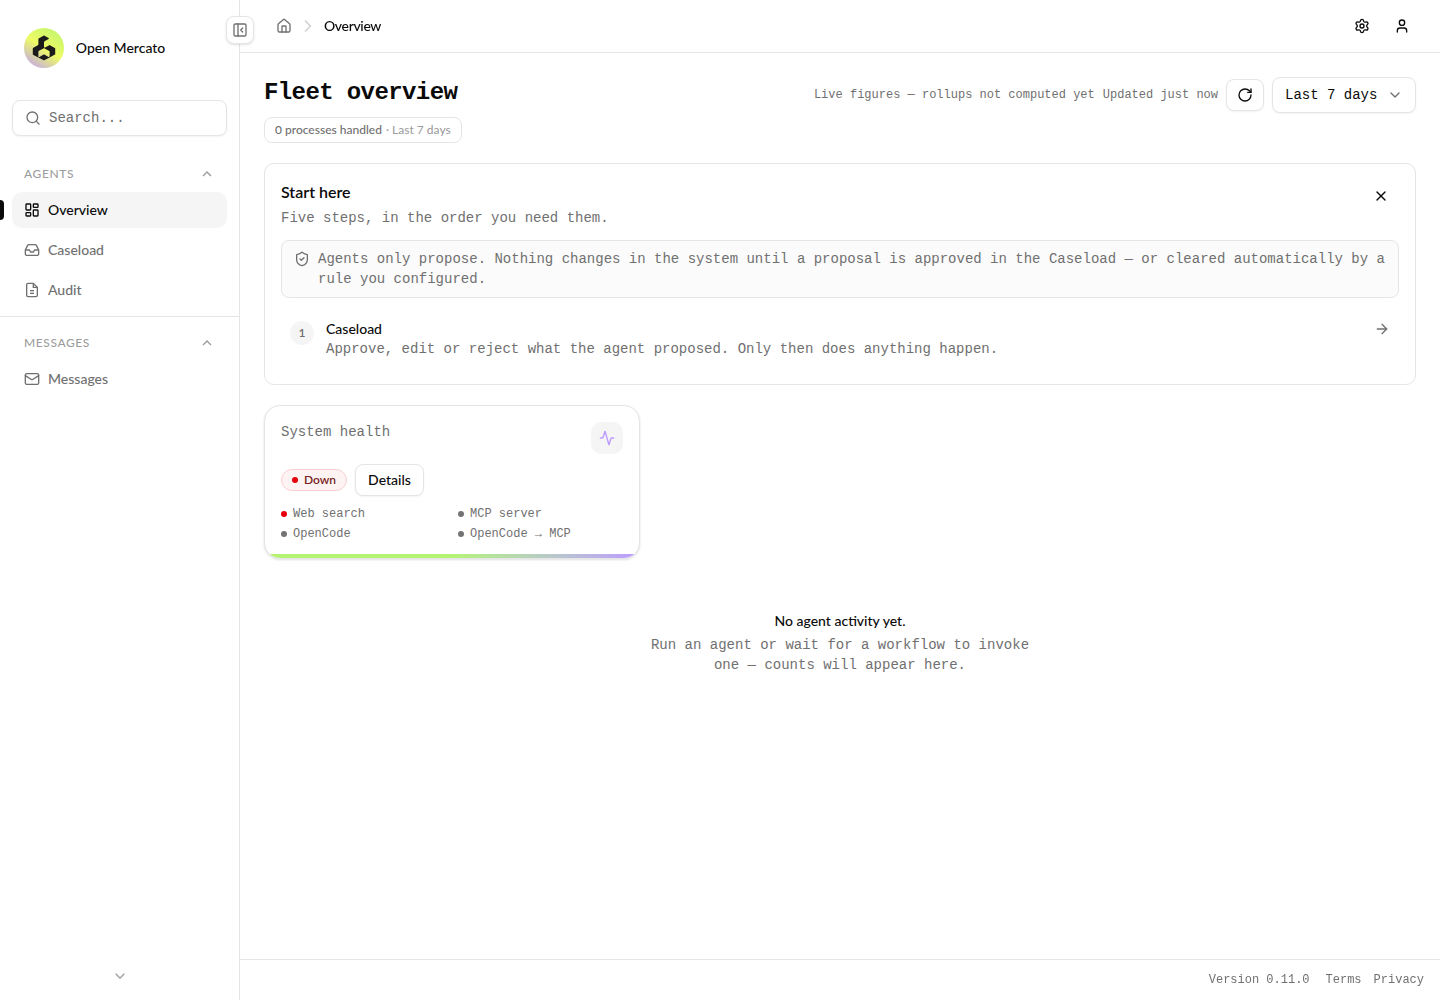 Open Mercato
Overview
Search...
AGENTS
Overview
Caseload
Audit
MESSAGES
Messages
Fleet overview
Live figures — rollups not computed yet Updated just now
Last 7 days
0 processes handled · Last 7 days
Start here
Five steps, in the order you need them.
Agents only propose. Nothing changes in the system until a proposal is approved in the Caseload — or cleared automatically by a
rule you configured.
1
Caseload
Approve, edit or reject what the agent proposed. Only then does anything happen.
System health
Down
Details
Web search
MCP server
OpenCode
OpenCode → MCP
No agent activity yet.
Run an agent or wait for a workflow to invoke
one — counts will appear here.
Version 0.11.0
Terms
Privacy